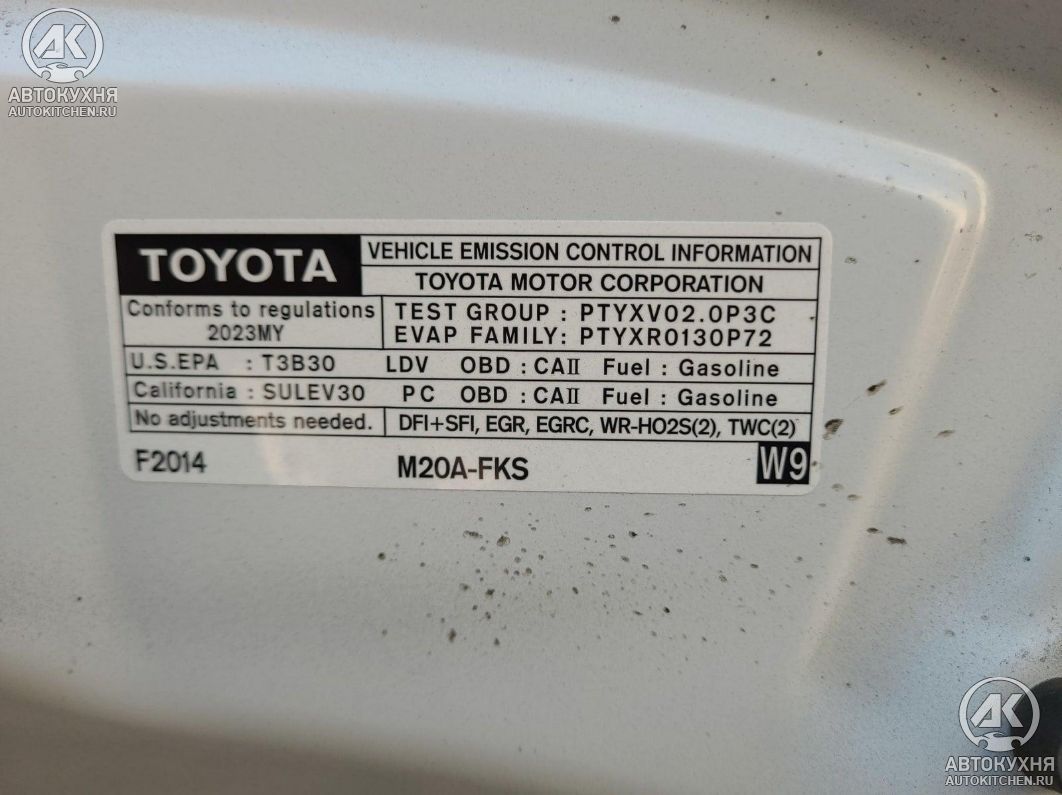 AK
АВТОКУХНЯ
AUTOKITCHEN.RU
TOYOTA
VEHICLE EMISSION CONTROL INFORMATION
TOYOTA MOTOR CORPORATION
Conforms to regulations
2023MY
TEST GROUP : PTYXV02.0P3C
EVAP FAMILY: PTYXR0130P72
U.S.EPA : T3B30 LDV OBD : CAII Fuel : Gasoline
California : SULEV30 PC OBD : CAII Fuel : Gasoline
No adjustments needed. DFI+SFI, EGR, EGRC, WR-HO2S(2), TWC(2)
F2014 M20A-FKS W9
AK
АВТОКУХНЯ
AUTOKITCHEN.RU